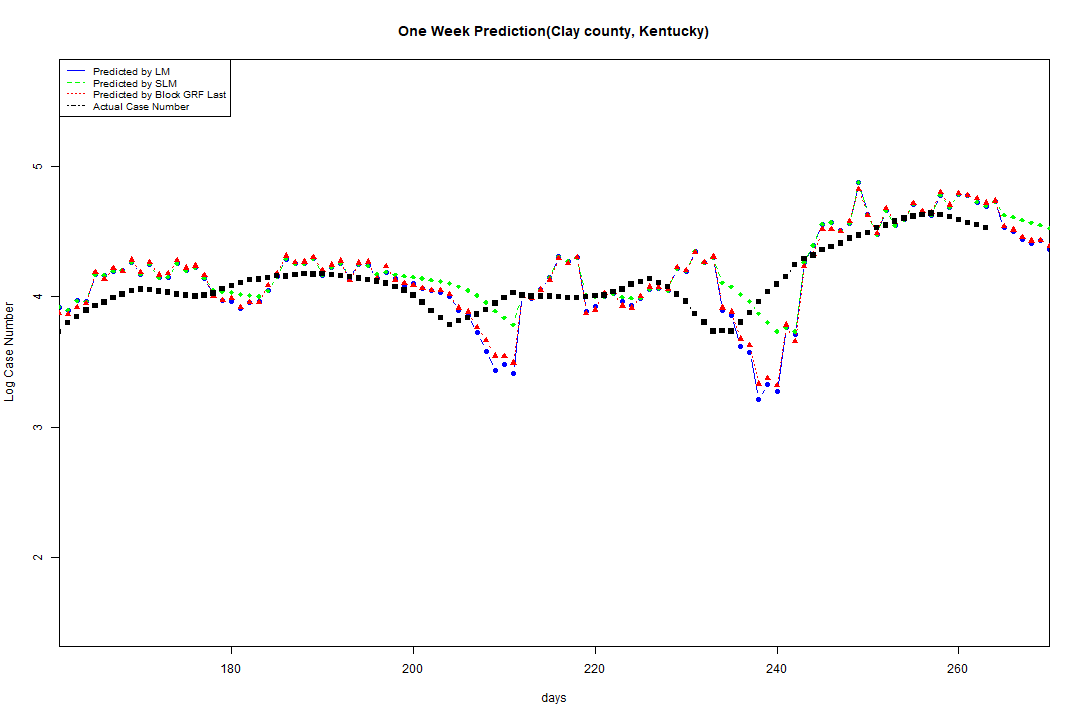 One Week Prediction(Clay county, Kentucky)
Predicted by LM
Predicted by SLM
Predicted by Block GRF Last
Actual Case Number
5
4
3
2
Log Case Number
180 200 220 240 260
days